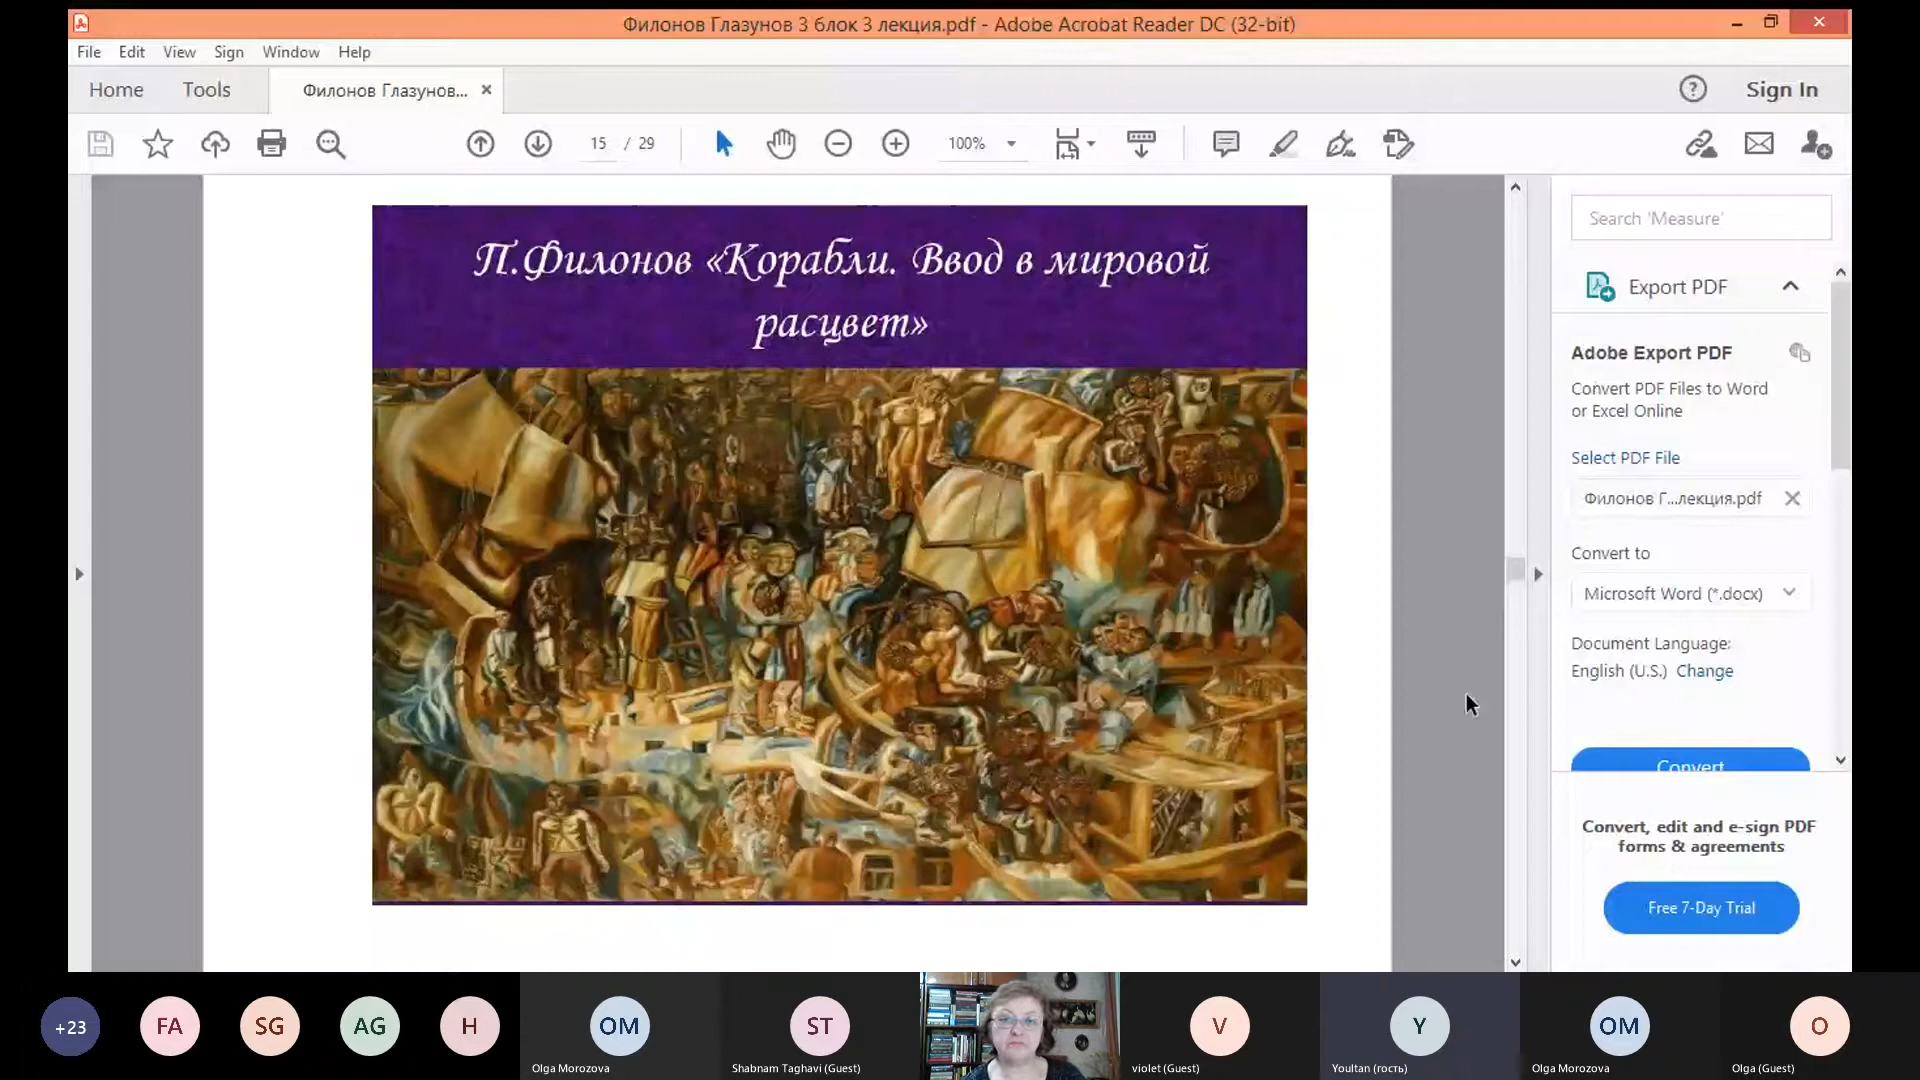 Филонов Глазунов 3 блок 3 лекция.pdf - Adobe Acrobat Reader DC (32-bit)
File Edit View Sign Window Help
Home Tools Филонов Глазунов... Sign In
15 / 29 100%
П.Филонов «Корабли. Ввод в мировой
расцвет»
Search 'Measure'
Export PDF
Adobe Export PDF
Convert PDF Files to Word
or Excel Online
Select PDF File
Филонов Г...лекция.pdf
Convert to
Microsoft Word (*.docx)
Document Language:
English (U.S.) Change
Convert
Convert, edit and e-sign PDF
forms & agreements
Free 7-Day Trial
+23 FA SG AG H OM ST V Y OM O
Olga Morozova Shabnam Taghavi (Guest) violet (Guest) Youltan (гость) Olga Morozova Olga (Guest)